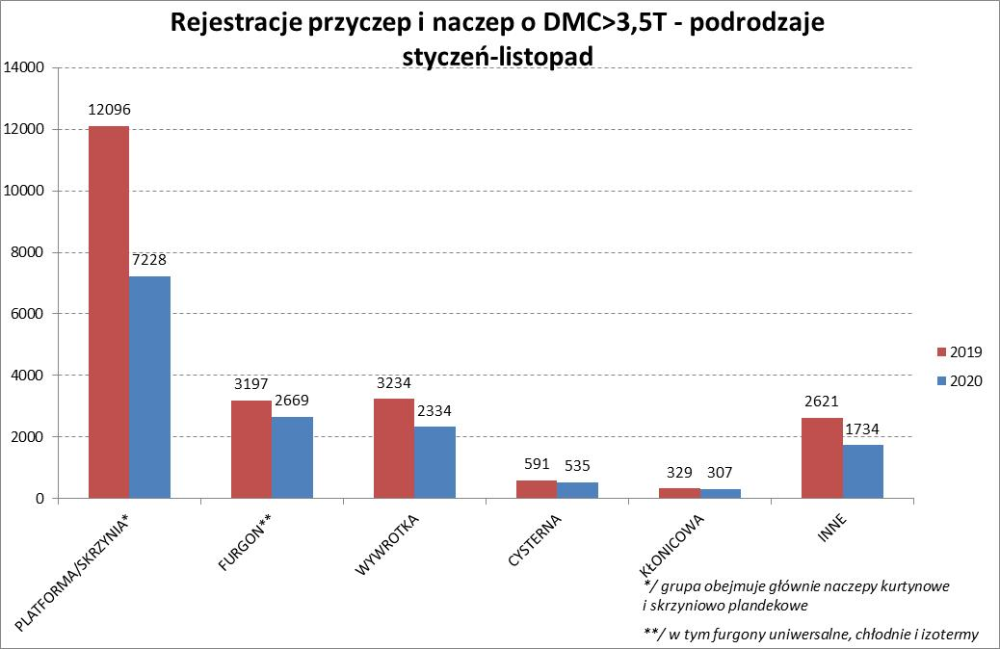 Rejestracje przyczep i naczep o DMC>3,5T - podrodzaje
styczeń-listopad
14000
12000
10000
8000
6000
4000
2000
0
12096
7228
3197
2669
3234
2334
591
535
329
307
2621
1734
2019
2020
PLATFORMA/SKRZYNIA*
FURGON**
WYWROTKA
CYSTERNA
KŁONICOWA
INNE
*/ grupa obejmuje głównie naczepy kurtynowe
i skrzyniowo plandekowe
**/ w tym furgony uniwersalne, chłodnie i izotermy